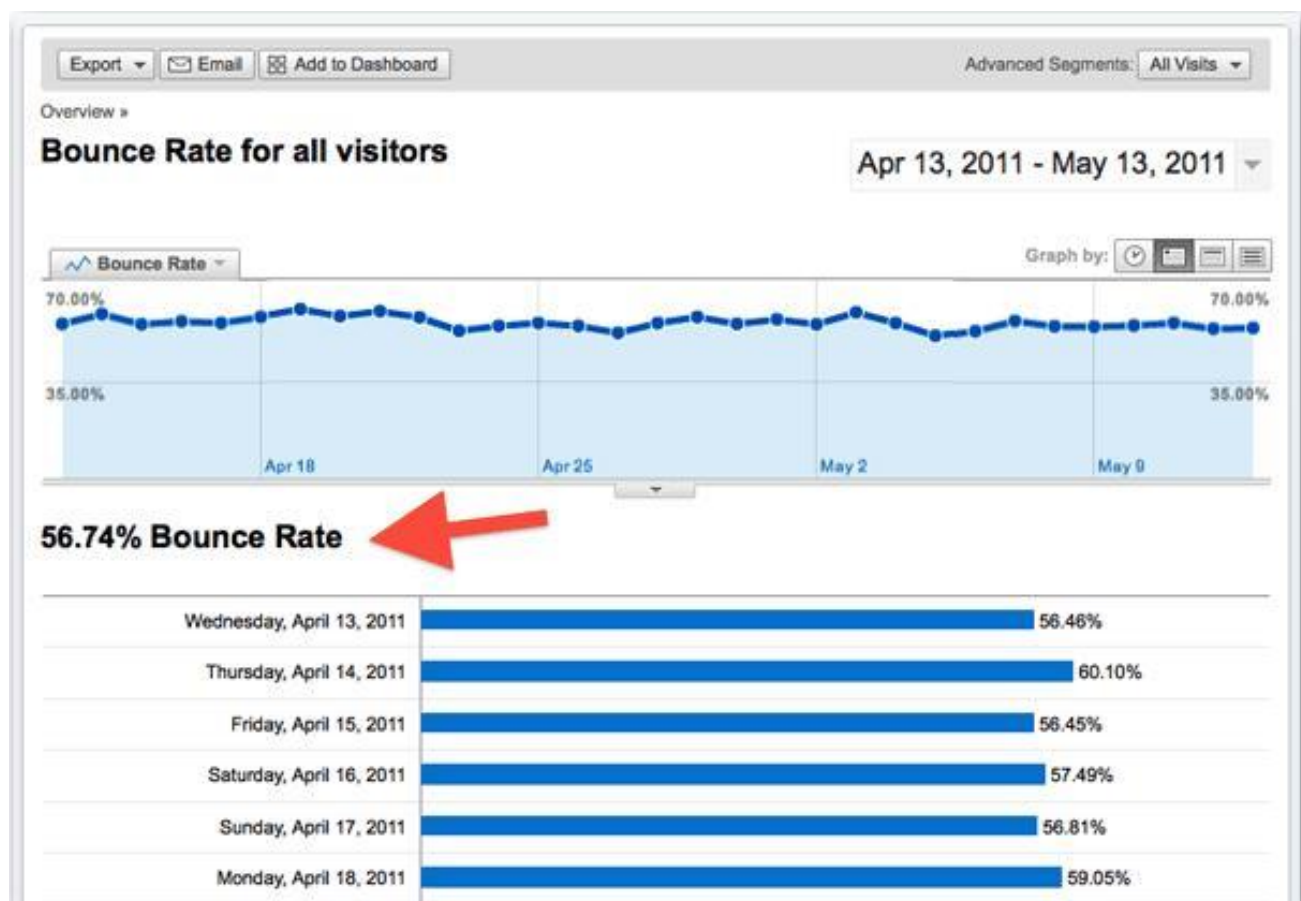 Export Email Add to Dashboard Advanced Segments: All Visits
Overview »
Bounce Rate for all visitors
Apr 13, 2011 - May 13, 2011
Graph by:
Bounce Rate
70.00% 70.00%
35.00% 35.00%
Apr 18 Apr 25 May 2 May 9
56.74% Bounce Rate
Wednesday, April 13, 2011 56.46%
Thursday, April 14, 2011 60.10%
Friday, April 15, 2011 56.45%
Saturday, April 16, 2011 57.49%
Sunday, April 17, 2011 56.81%
Monday, April 18, 2011 59.05%